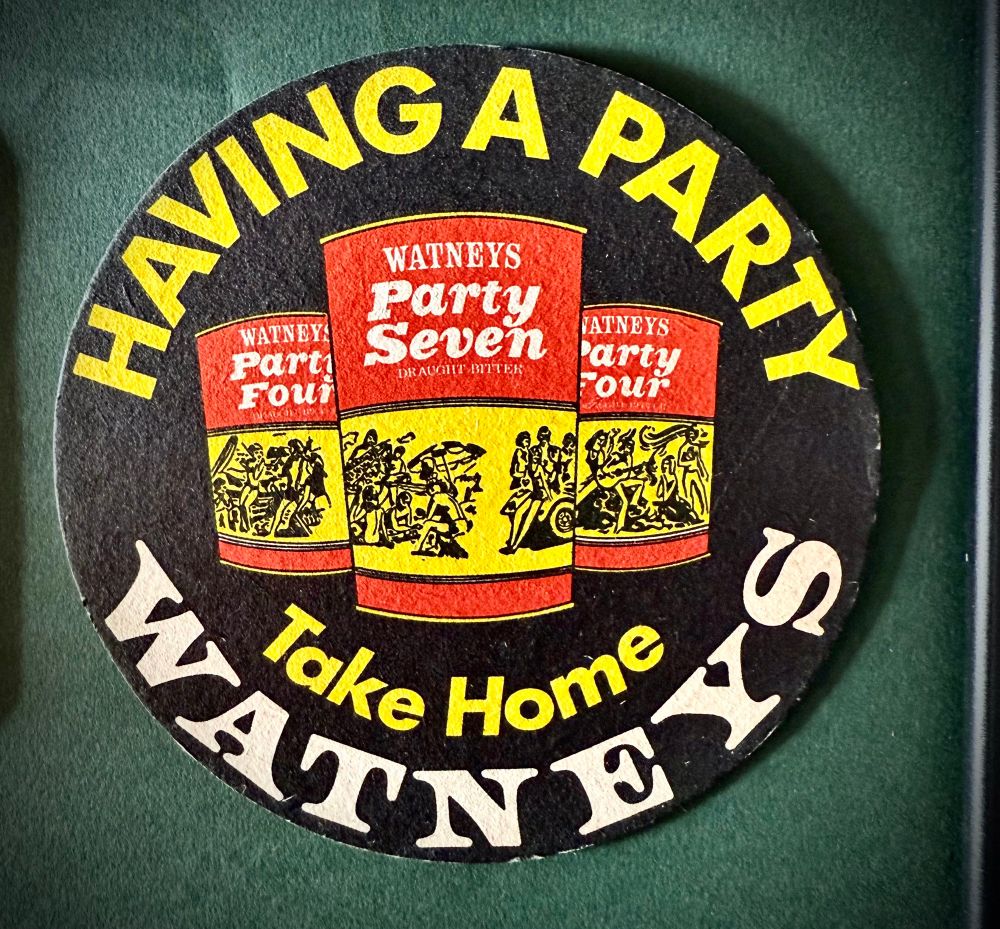 HAVING A PARTY
WATNEYS
Party
Seven
DRAUGHT BITTER
WATNEYS
Party
Four
WATNEYS
Party
Four
Take Home
WATNEYS